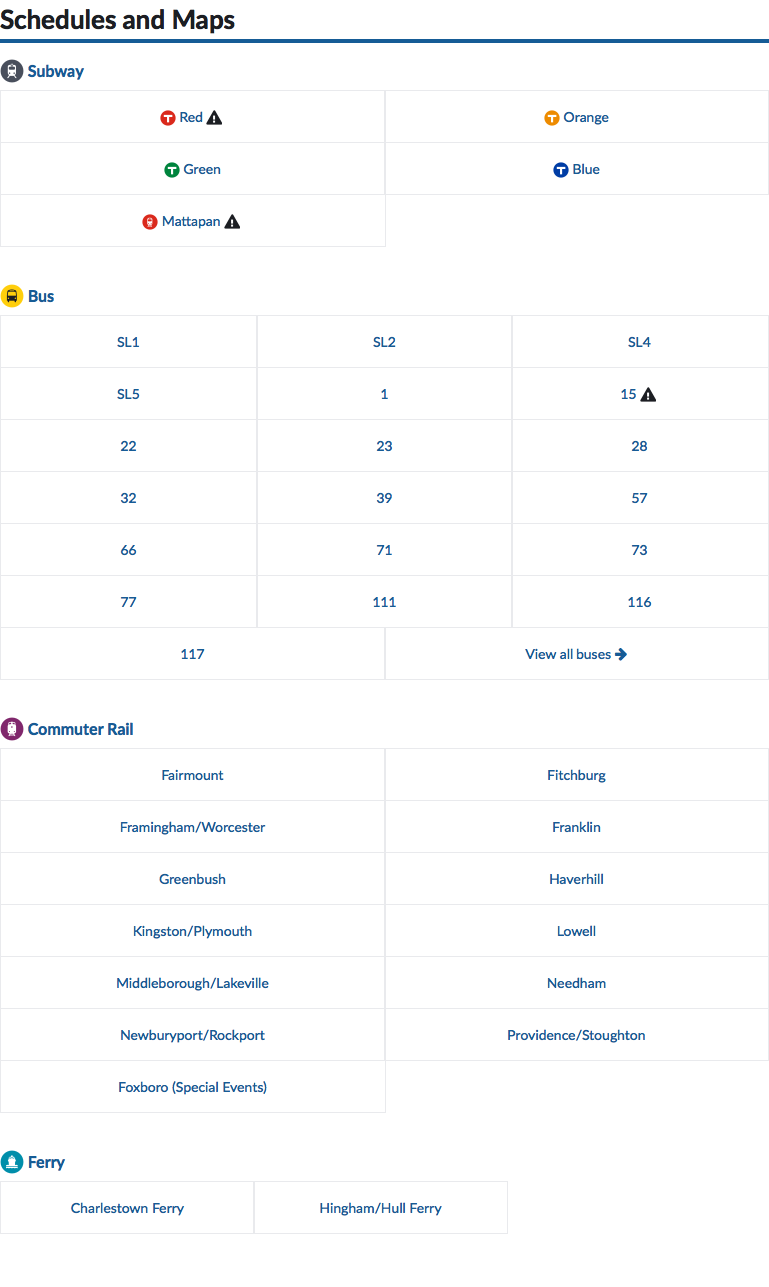 Schedules and Maps
Subway
Red Orange
Green Blue
Mattapan
Bus
SL1 SL2 SL4
SL5 1 15
22 23 28
32 39 57
66 71 73
77 111 116
117 View all buses
Commuter Rail
Fairmount Fitchburg
Framingham/Worcester Franklin
Greenbush Haverhill
Kingston/Plymouth Lowell
Middleborough/Lakeville Needham
Newburyport/Rockport Providence/Stoughton
Foxboro (Special Events)
Ferry
Charlestown Ferry Hingham/Hull Ferry